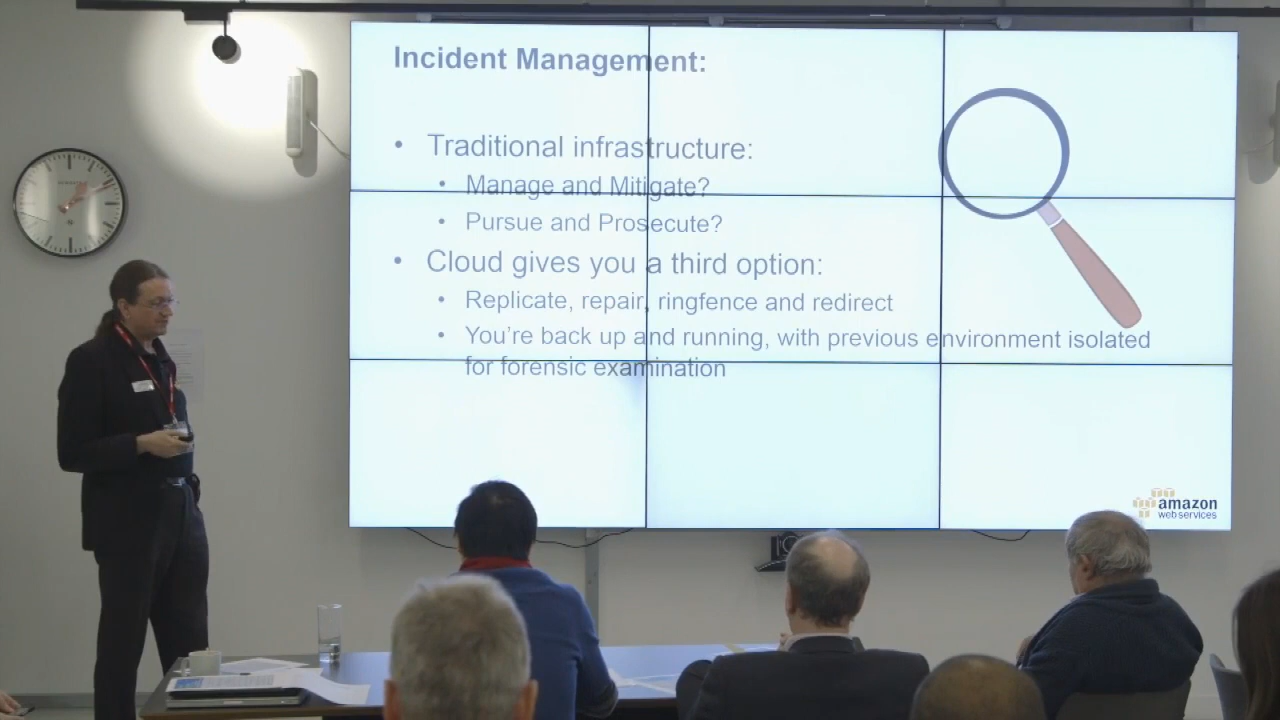 Incident Management:
• Traditional infrastructure:
• Manage and Mitigate?
• Pursue and Prosecute?
• Cloud gives you a third option:
• Replicate, repair, ringfence and redirect
• You're back up and running, with previous environment isolated
for forensic examination
amazon
web services